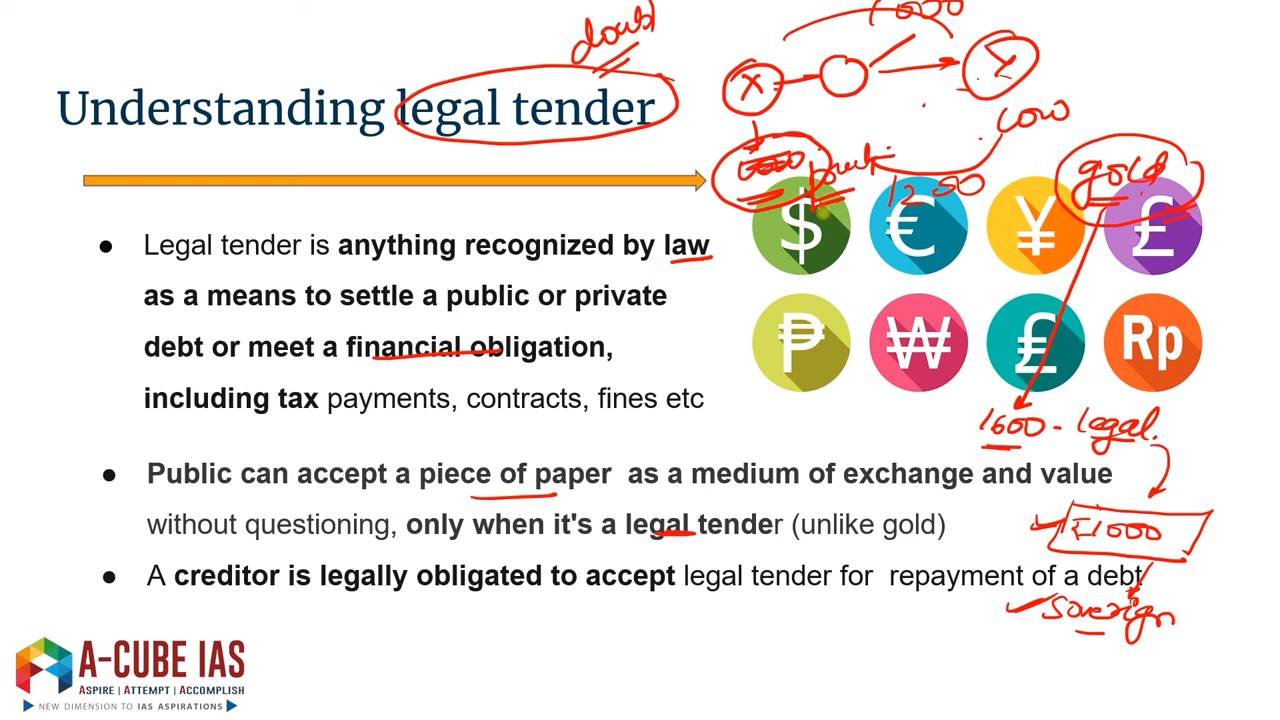 doubt
1000
X
Y
Understanding legal tender
1000
gold
1200
$ € ¥ £
Legal tender is anything recognized by law
as a means to settle a public or private
debt or meet a financial obligation,
including tax payments, contracts, fines etc
₱ ₩ £ Rp
1600 - legal.
● Public can accept a piece of paper as a medium of exchange and value
without questioning, only when it's a legal tender (unlike gold)
₹1000
● A creditor is legally obligated to accept legal tender for repayment of a debt
Sovereign
A-CUBE IAS
ASPIRE | ATTEMPT | ACCOMPLISH
NEW DIMENSION TO IAS ASPIRATIONS